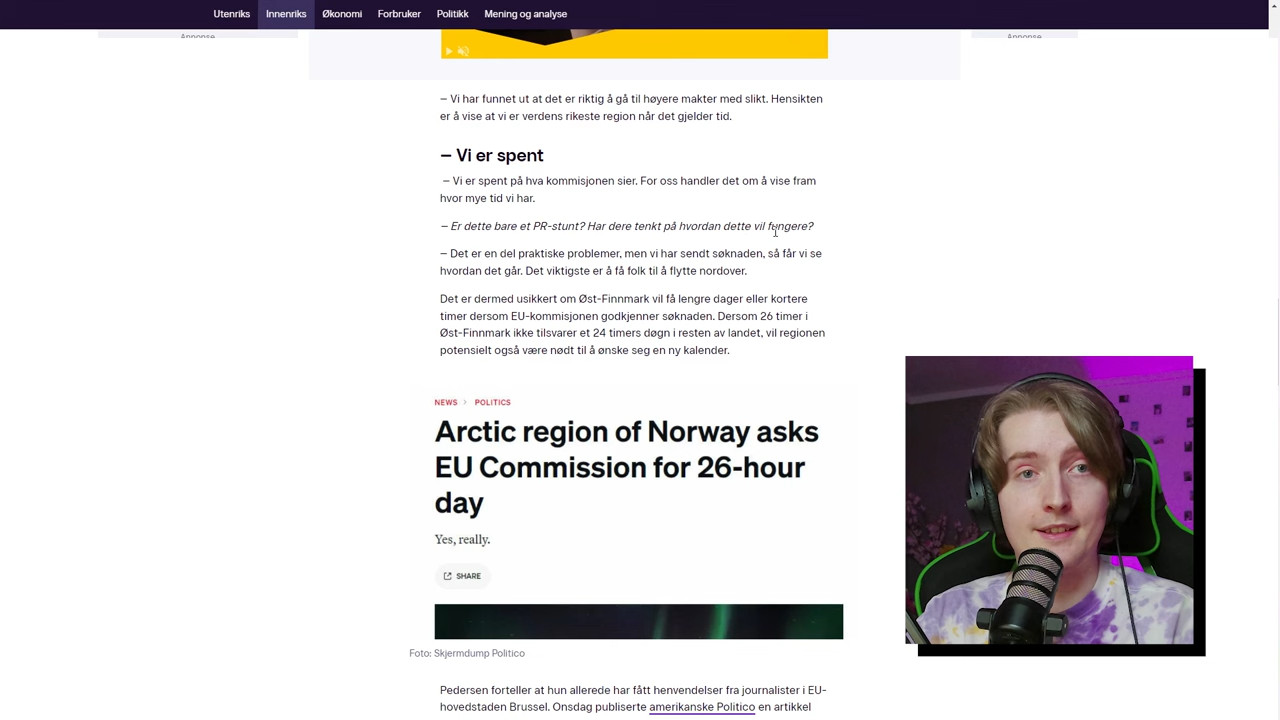 Utenriks Innenriks Økonomi Forbruker Politikk Mening og analyse
Annonse
Annonse
– Vi har funnet ut at det er riktig å gå til høyere makter med slikt. Hensikten
er å vise at vi er verdens rikeste region når det gjelder tid.
– Vi er spent
– Vi er spent på hva kommisjonen sier. For oss handler det om å vise fram
hvor mye tid vi har.
– Er dette bare et PR-stunt? Har dere tenkt på hvordan dette vil fungere?
– Det er en del praktiske problemer, men vi har sendt søknaden, så får vi se
hvordan det går. Det viktigste er å få folk til å flytte nordover.
Det er dermed usikkert om Øst-Finnmark vil få lengre dager eller kortere
timer dersom EU-kommisjonen godkjenner søknaden. Dersom 26 timer i
Øst-Finnmark ikke tilsvarer et 24 timers døgn i resten av landet, vil regionen
potensielt også være nødt til å ønske seg en ny kalender.
NEWS > POLITICS
Arctic region of Norway asks
EU Commission for 26-hour
day
Yes, really.
SHARE
Foto: Skjermdump Politico
Pedersen forteller at hun allerede har fått henvendelser fra journalister i EU-
hovedstaden Brussel. Onsdag publiserte amerikanske Politico en artikkel